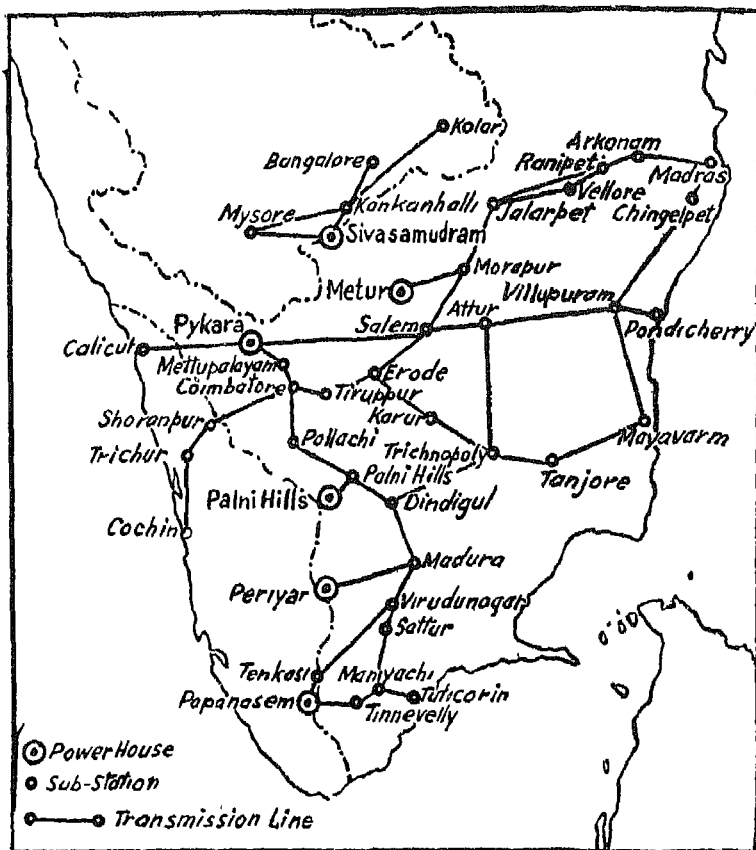 Kolar
Bangalore
Arkonam
Ranipet
Madras
Vellore
Jalarpet
Chingelpet
Kankanhalli
Mysore
Sivasamudram
Morapur
Metur
Villupuram
Attur
Pykara
Salem
Pondicherry
Calicut
Mettupalayam
Erode
Coimbatore
Tiruppur
Karur
Shoranpur
Mayavarm
Pollachi
Trichnopoly
Trichur
Tanjore
Palni Hills
Palni Hills
Dindigul
Cochin
Madura
Periyar
Virudunagar
Sattur
Tenkasi
Maniyachi
Papanasem
Tuticorin
Tinnevelly
Power House
Sub-Station
Transmission Line